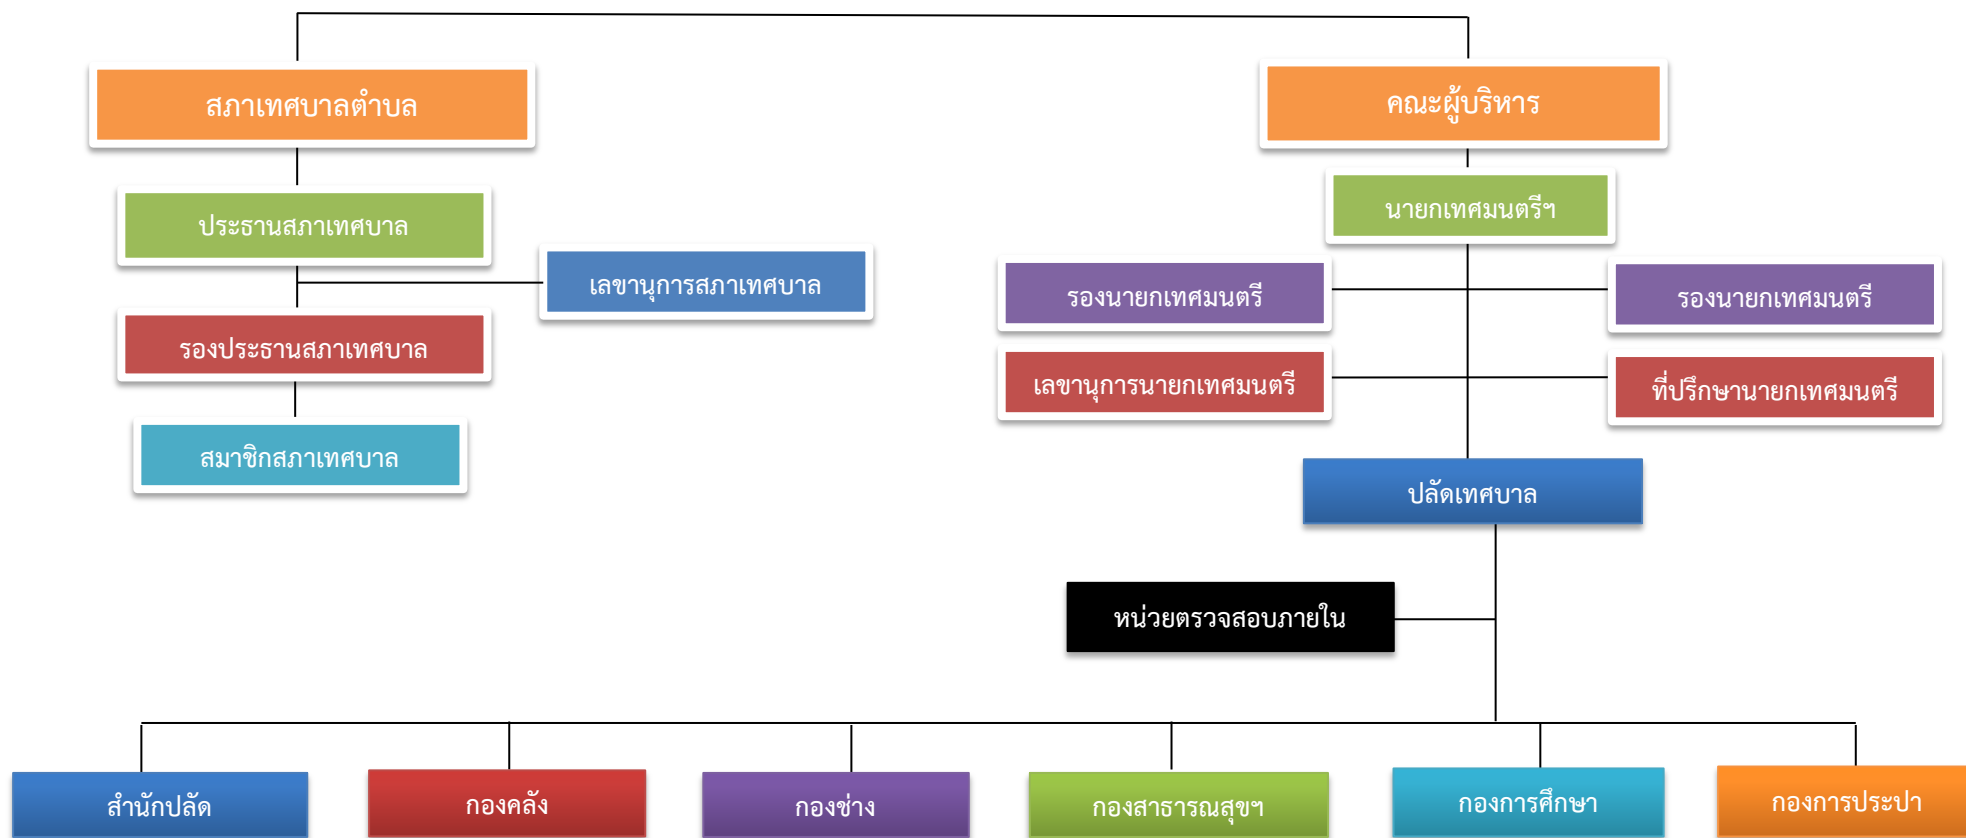 สภาเทศบาลตำบล
คณะผู้บริหาร
ประธานสภาเทศบาล
นายกเทศมนตรีฯ
เลขานุการสภาเทศบาล
รองนายกเทศมนตรี
รองนายกเทศมนตรี
รองประธานสภาเทศบาล
เลขานุการนายกเทศมนตรี
ที่ปรึกษานายกเทศมนตรี
สมาชิกสภาเทศบาล
ปลัดเทศบาล
หน่วยตรวจสอบภายใน
สำนักปลัด
กองคลัง
กองช่าง
กองสาธารณสุขฯ
กองการศึกษา
กองการประปา